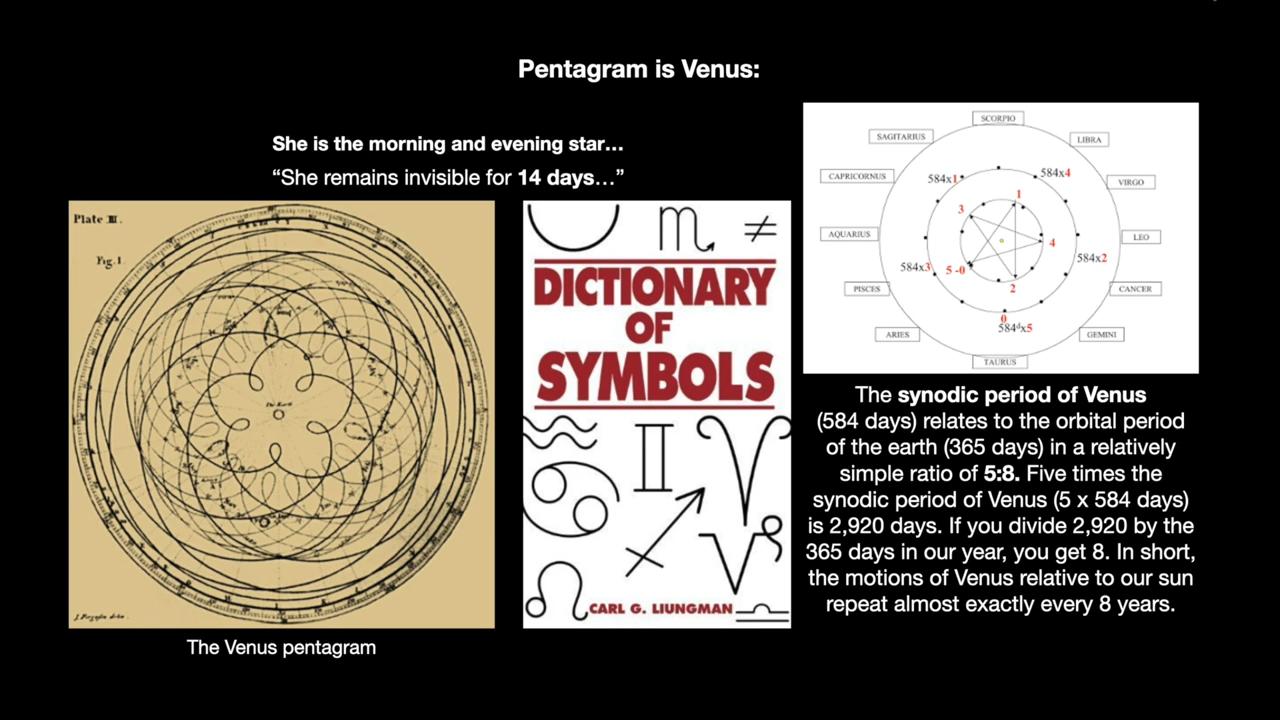 Pentagram is Venus:
She is the morning and evening star...
“She remains invisible for 14 days...”
Plate III.
Fig. 1
The Earth
The Venus pentagram
DICTIONARY
OF
SYMBOLS
CARL G. LIUNGMAN
SCORPIO
SAGITARIUS
LIBRA
CAPRICORNUS
VIRGO
AQUARIUS
LEO
PISCES
CANCER
ARIES
GEMINI
TAURUS
584x1
584x4
1
3
4
584x2
584x3
5 -0
2
0
584dx5
The synodic period of Venus
(584 days) relates to the orbital period
of the earth (365 days) in a relatively
simple ratio of 5:8. Five times the
synodic period of Venus (5 x 584 days)
is 2,920 days. If you divide 2,920 by the
365 days in our year, you get 8. In short,
the motions of Venus relative to our sun
repeat almost exactly every 8 years.